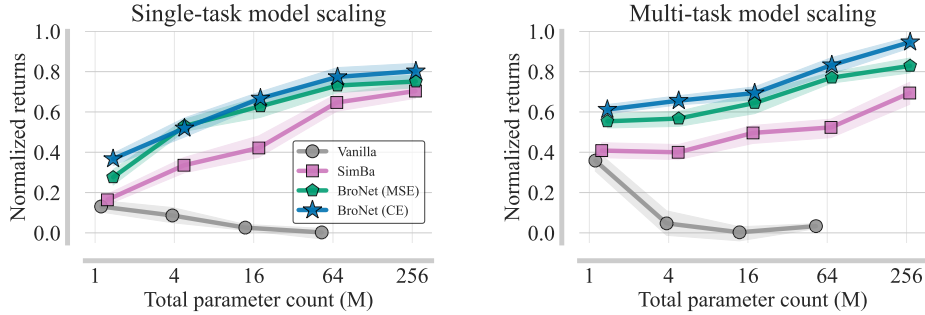 Single-task model scaling
Normalized returns
1.0
0.8
0.6
0.4
0.2
0.0
Vanilla
SimBa
BroNet (MSE)
BroNet (CE)
1 4 16 64 256
Total parameter count (M)
Multi-task model scaling
Normalized returns
1.0
0.8
0.6
0.4
0.2
0.0
1 4 16 64 256
Total parameter count (M)